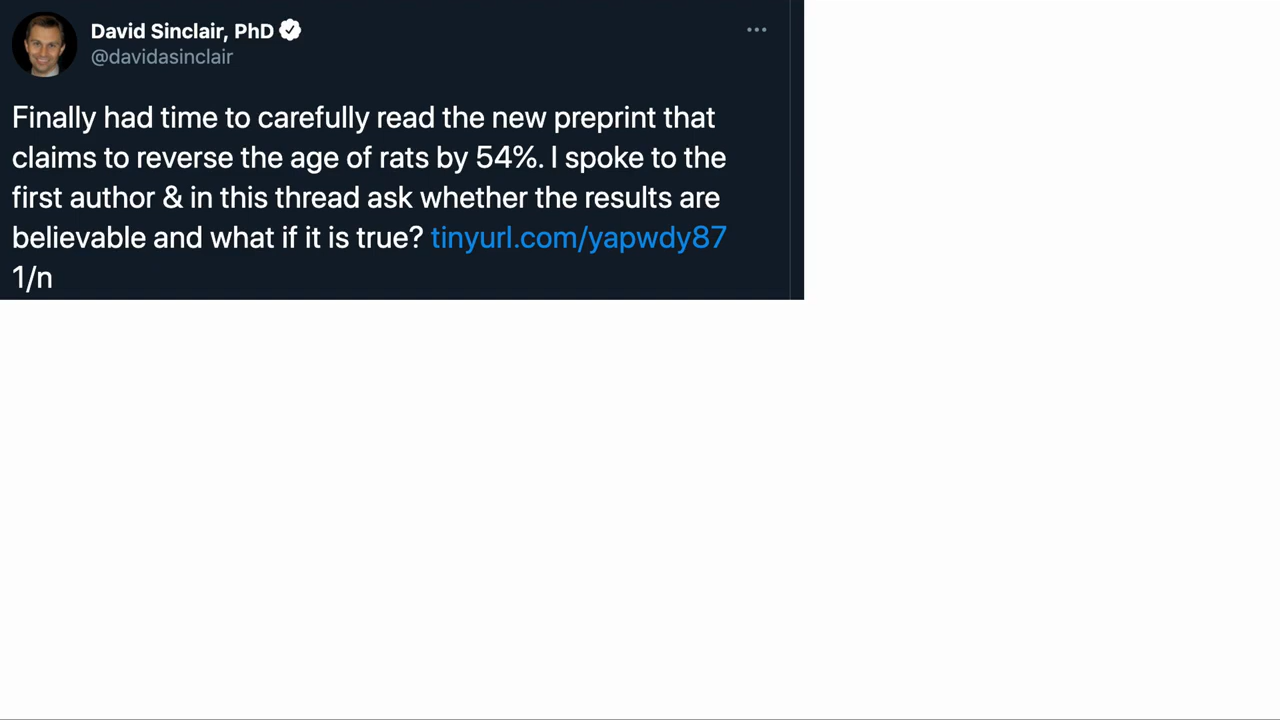 David Sinclair, PhD
@davidasinclair
Finally had time to carefully read the new preprint that
claims to reverse the age of rats by 54%. I spoke to the
first author & in this thread ask whether the results are
believable and what if it is true? tinyurl.com/yapwdy87
1/n